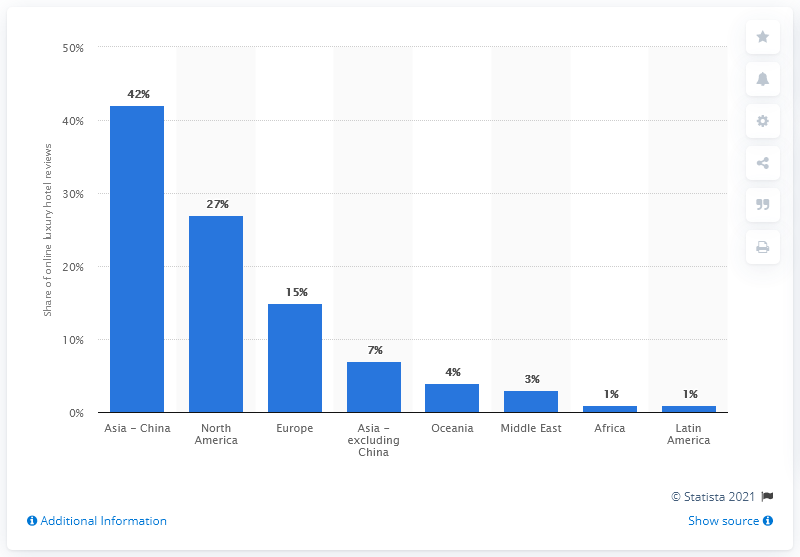 50%
40%
30%
20%
10%
0%
Share of online luxury hotel reviews
42%
27%
15%
7%
4%
3%
1%
1%
Asia - China
North
America
Europe
Asia -
excluding
China
Oceania
Middle East
Africa
Latin
America
© Statista 2021
Additional Information
Show source